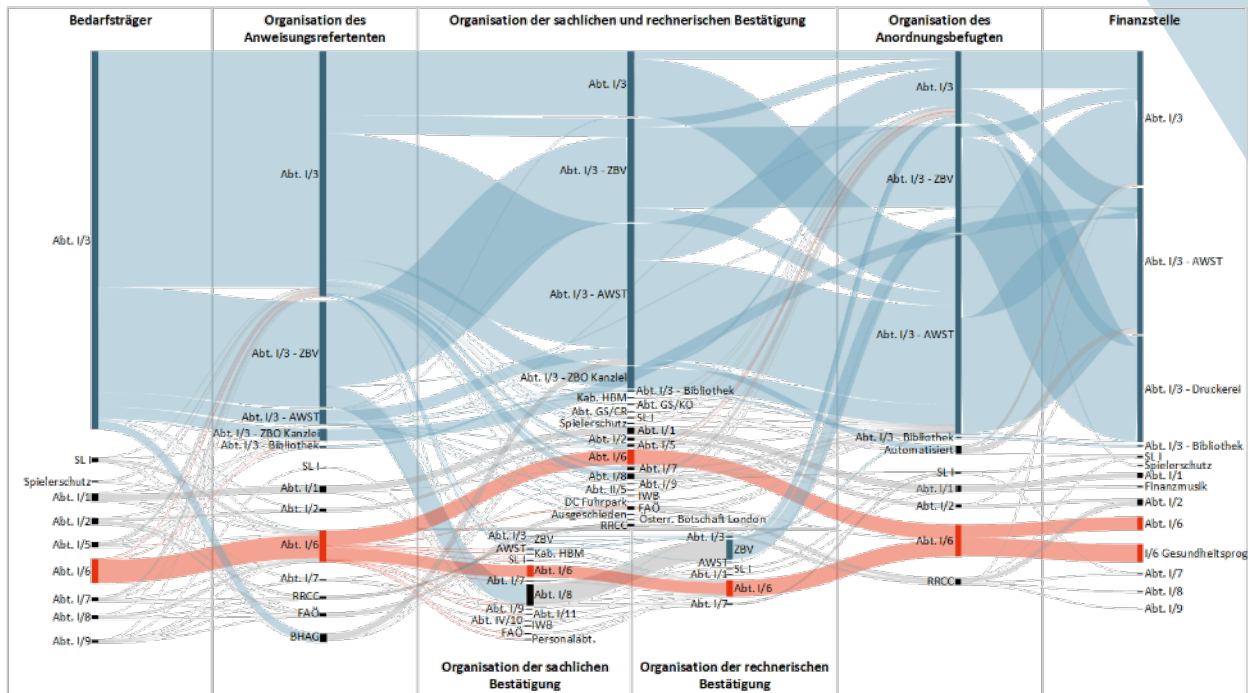 Bedarfsträger
Organisation des
Anweisungsrefertenten
Organisation der sachlichen und rechnerischen Bestätigung
Organisation des
Anordnungsbefugten
Finanzstelle
Abt. I/3
SL I
Spielerschutz
Abt. I/1
Abt. I/2
Abt. I/5
Abt. I/6
Abt. I/7
Abt. I/8
Abt. I/9
Abt. I/3
Abt. I/3 - ZBV
Abt. I/3 - AWST
Abt. I/3 - ZBO Kanzlei
Abt. I/3 - Bibliothek
SL I
Abt. I/1
Abt. I/2
Abt. I/6
Abt. I/7
RRCC
FAÖ
BHAG
Abt. I/3
Abt. I/3 - ZBV
Abt. I/3 - AWST
Abt. I/3 - ZBO Kanzlei
Abt. I/3 - Bibliothek
Kab. HBM
Abt. GS/KO
Abt. GS/CR
SL I
Spielerschutz
Abt. I/1
Abt. I/2
Abt. I/5
Abt. I/6
Abt. I/7
Abt. I/8
Abt. I/9
Abt. II/5
IWB
DC Fuhrpark
FAÖ
Ausgeschieden
Österr. Botschaft London
RRCC
Abt. I/3
ZBV
AWST
Kab. HBM
SL I
Abt. I/6
Abt. I/7
Abt. I/8
Abt. I/9
Abt. I/11
Abt. IV/10
IWB
FAÖ
Personalabt.
Abt. I/3
ZBV
AWST
SL I
Abt. I/1
Abt. I/6
Abt. I/7
Organisation der sachlichen
Bestätigung
Organisation der rechnerischen
Bestätigung
Abt. I/3
Abt. I/3 - ZBV
Abt. I/3 - AWST
Abt. I/3 - Bibliothek
Automatisiert
SL I
Abt. I/1
Abt. I/2
Abt. I/6
RRCC
Abt. I/3
Abt. I/3 - AWST
Abt. I/3 - Druckerei
Abt. I/3 - Bibliothek
SL I
Spielerschutz
Abt. I/1
Finanzmusik
Abt. I/2
Abt. I/6
I/6 Gesundheitsprog
Abt. I/7
Abt. I/8
Abt. I/9